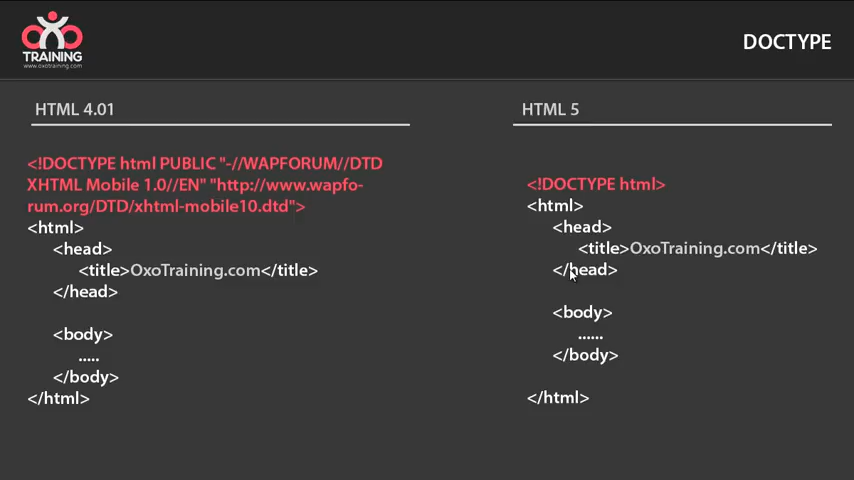 OXO
TRAINING
www.oxotraining.com
DOCTYPE
HTML 4.01
<!DOCTYPE html PUBLIC "-//WAPFORUM//DTD
XHTML Mobile 1.0//EN" "http://www.wapfo-
rum.org/DTD/xhtml-mobile10.dtd">
<html>
<head>
<title>OxoTraining.com</title>
</head>
<body>
.....
</body>
</html>
HTML 5
<!DOCTYPE html>
<html>
<head>
<title>OxoTraining.com</title>
</head>
<body>
......
</body>
</html>